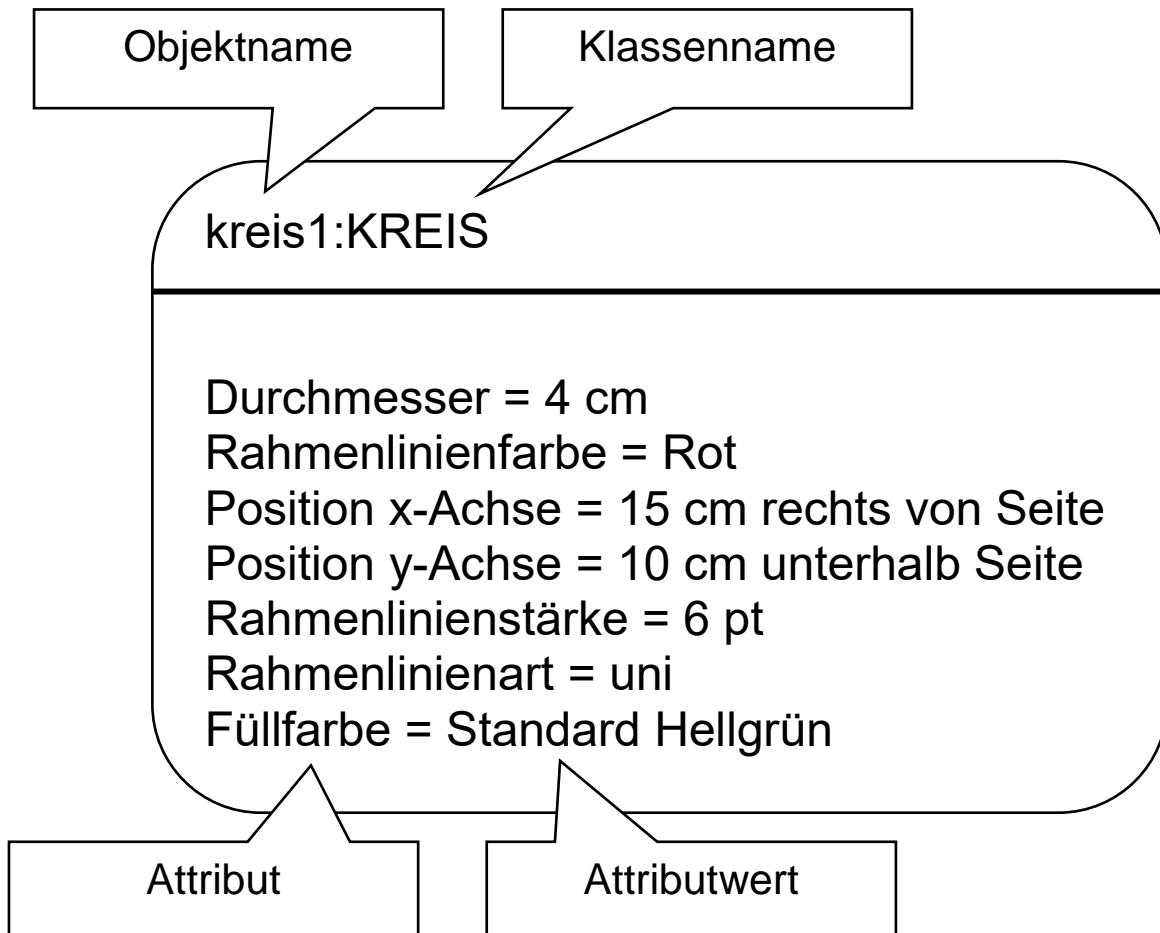 Objektname
Klassenname
kreis1:KREIS
Durchmesser = 4 cm
Rahmenlinienfarbe = Rot
Position x-Achse = 15 cm rechts von Seite
Position y-Achse = 10 cm unterhalb Seite
Rahmenlinienstärke = 6 pt
Rahmenlinienart = uni
Füllfarbe = Standard Hellgrün
Attribut
Attributwert